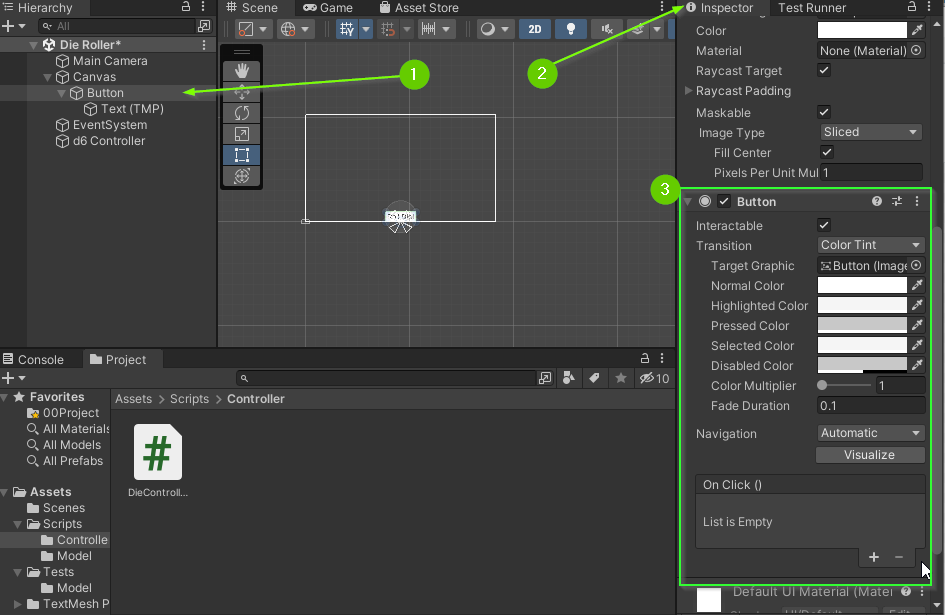 Hierarchy
Scene
Game
Asset Store
Inspector
Test Runner
All
2D
Die Roller*
Main Camera
Canvas
Button
Text (TMP)
EventSystem
d6 Controller
1
2
Color
Material
None (Material)
Raycast Target
Raycast Padding
Maskable
Image Type
Sliced
Fill Center
Pixels Per Unit Mul
1
3
Button
Interactable
Transition
Color Tint
Target Graphic
Button (Image
Normal Color
Highlighted Color
Pressed Color
Selected Color
Disabled Color
Color Multiplier
1
Fade Duration
0.1
Navigation
Automatic
Visualize
On Click ()
List is Empty
Default UI Material (Mater
Edit
Console
Project
10
Favorites
00Project
All Materials
All Models
All Prefabs
Assets
Scenes
Scripts
Controlle
Model
Tests
Model
TextMesh P
Assets > Scripts > Controller
#
DieControll...